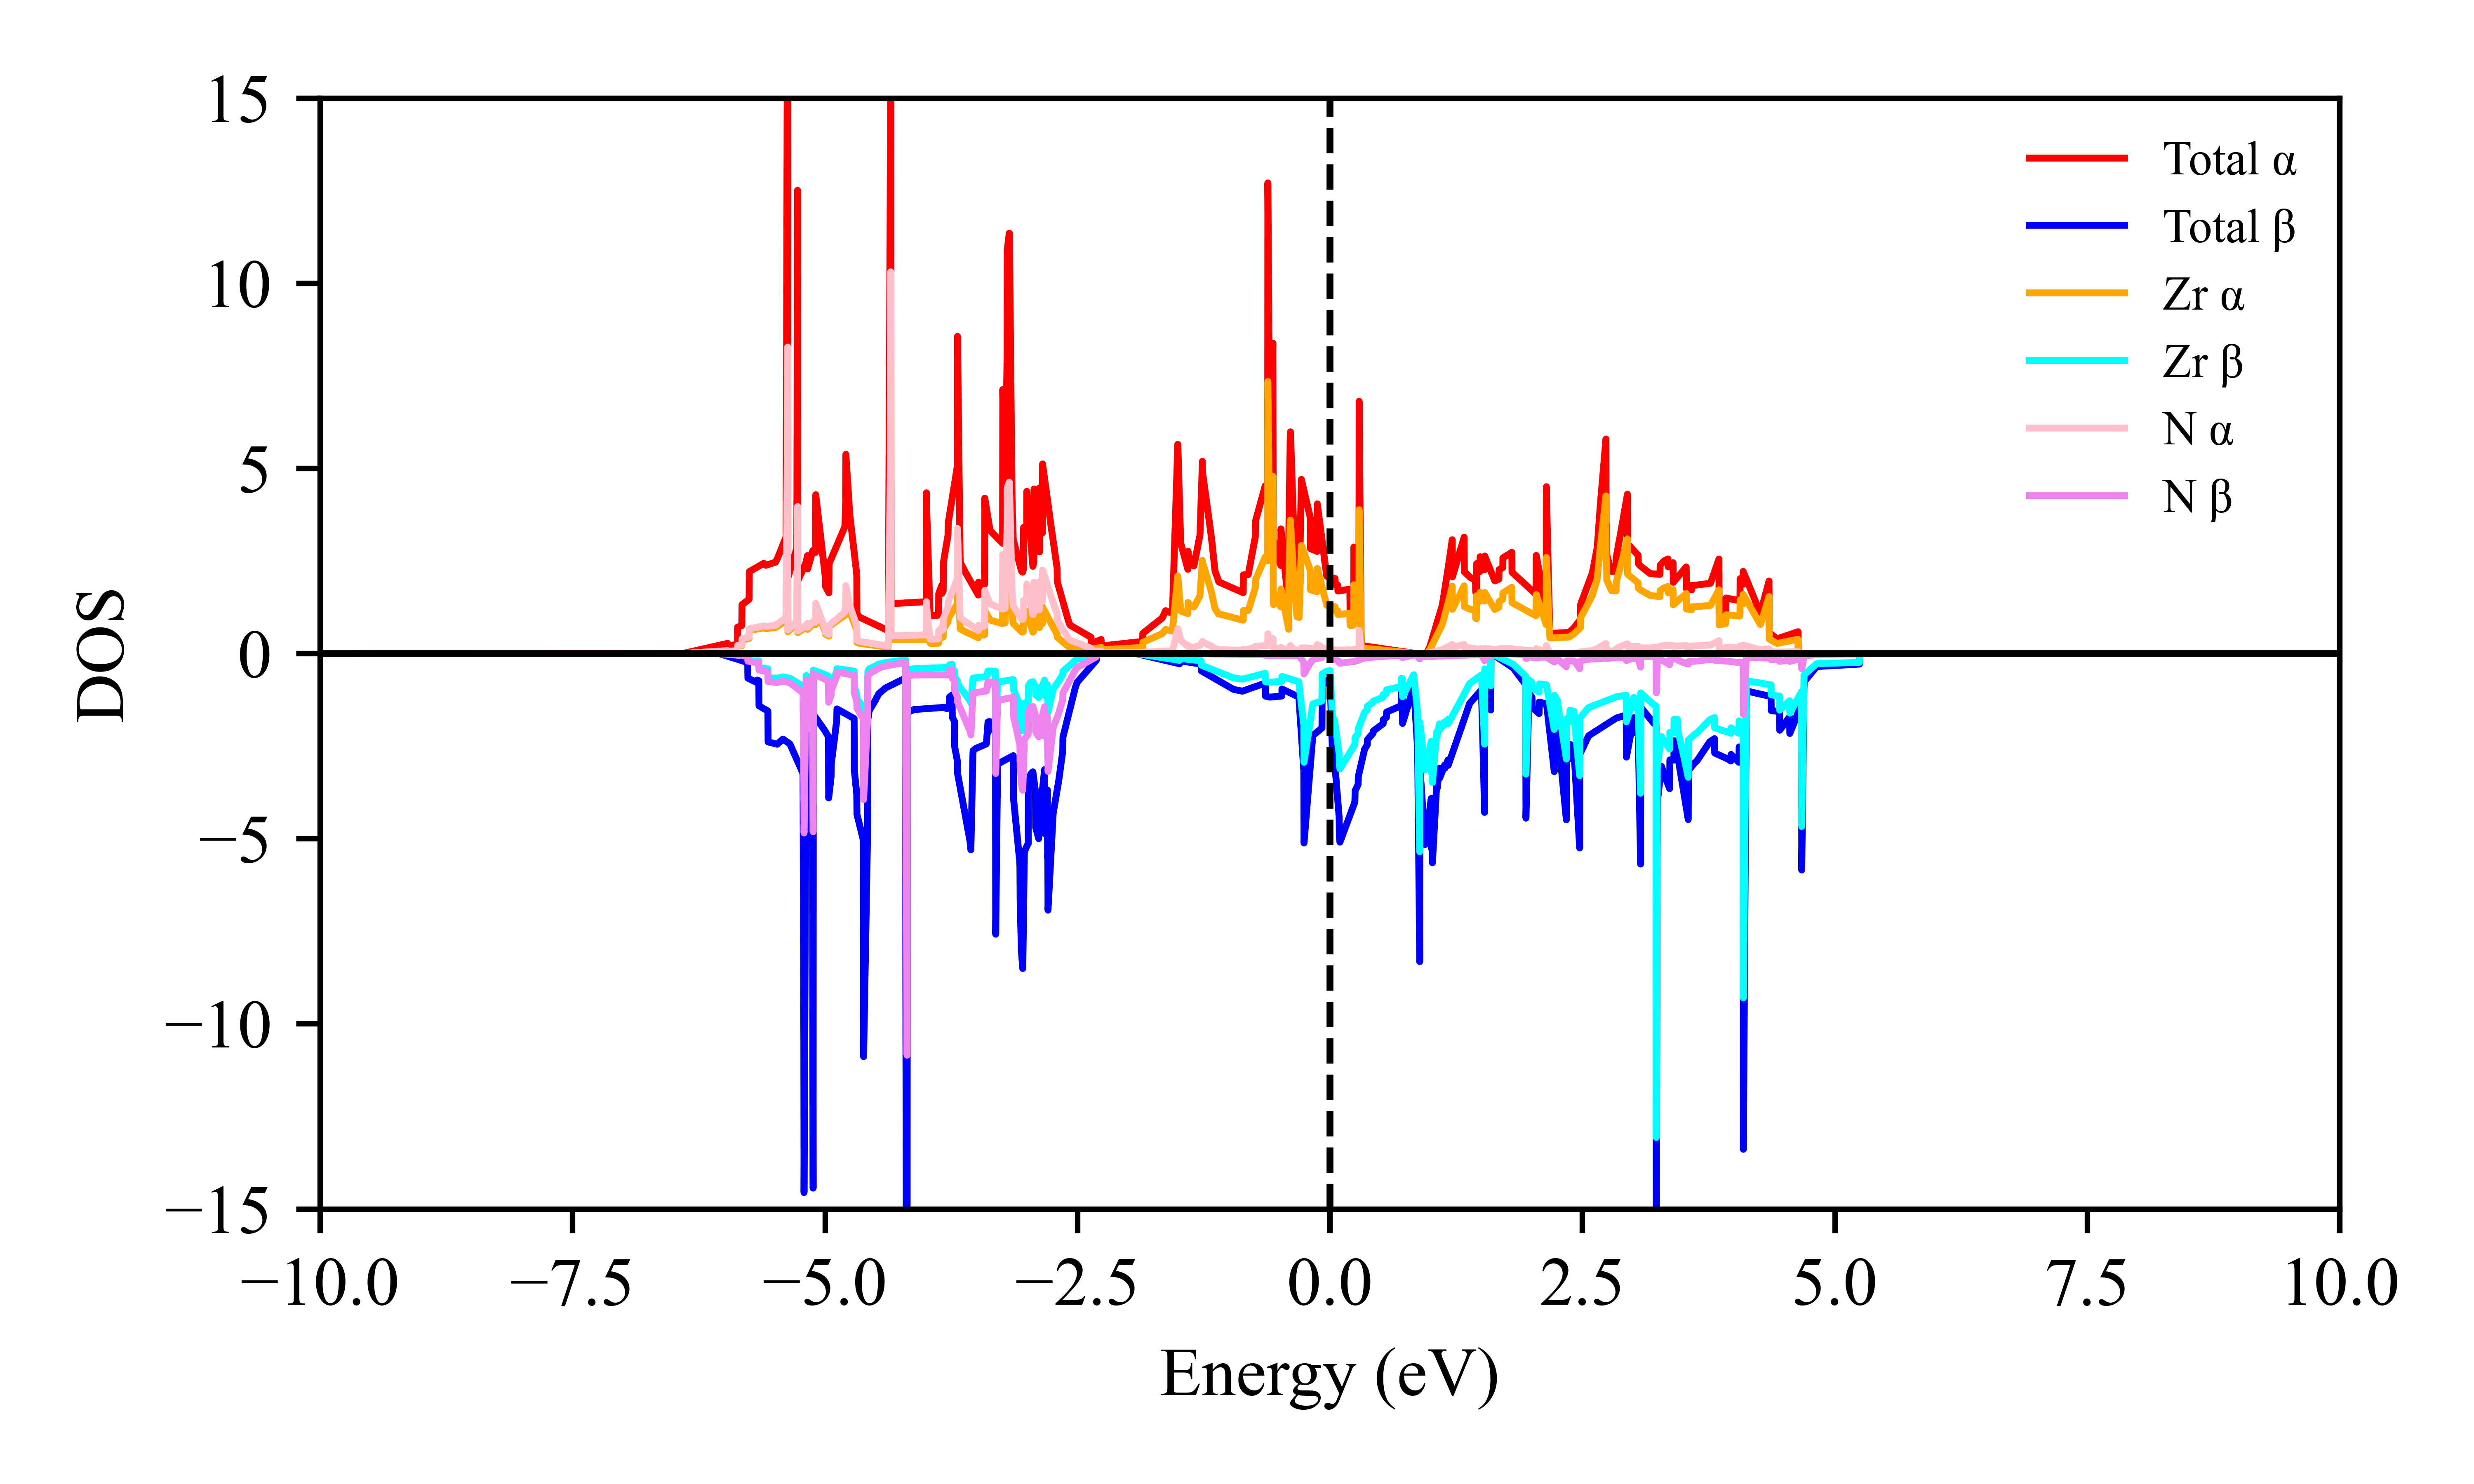 15
10
5
0
−5
−10
−15
DOS
Total α
Total β
Zr α
Zr β
N α
N β
−10.0 −7.5 −5.0 −2.5 0.0 2.5 5.0 7.5 10.0
Energy (eV)